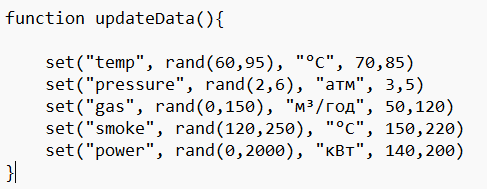 function updateData(){
set("temp", rand(60,95), "°C", 70,85)
set("pressure", rand(2,6), "атм", 3,5)
set("gas", rand(0,150), "м³/год", 50,120)
set("smoke", rand(120,250), "°C", 150,220)
set("power", rand(0,2000), "кВт", 140,200)
}